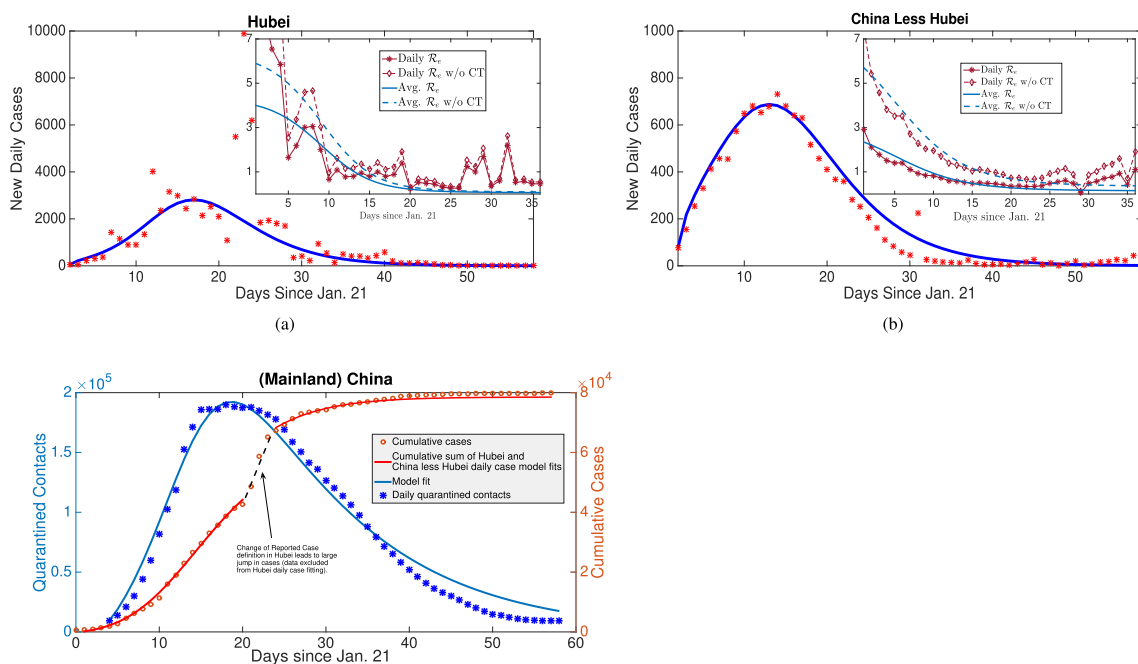 Hubei
10000
8000
6000
4000
2000
0
New Daily Cases
10 20 30 40 50
Days Since Jan. 21
7
5
3
1
5 10 15 20 25 30 35
Days since Jan. 21
Daily Rₑ
Daily Rₑ w/o CT
Avg. Rₑ
Avg. Rₑ w/o CT
(a)
China Less Hubei
1000
800
600
400
200
0
New Daily Cases
10 20 30 40 50
Days Since Jan. 21
7
5
3
1
5 10 15 20 25 30 35
Days since Jan. 21
Daily Rₑ
Daily Rₑ w/o CT
Avg. Rₑ
Avg. Rₑ w/o CT
(b)
(Mainland) China
× 10⁵
× 10⁴
2
1.5
1
0.5
0
Quarantined Contacts
8
6
4
2
0
Cumulative Cases
Cumulative cases
Cumulative sum of Hubei and
China less Hubei daily case model fits
Model fit
Daily quarantined contacts
Change of Reported Case
definition in Hubei leads to large
jump in cases (data excluded
from Hubei daily case fitting).
0 10 20 30 40 50 60
Days since Jan. 21